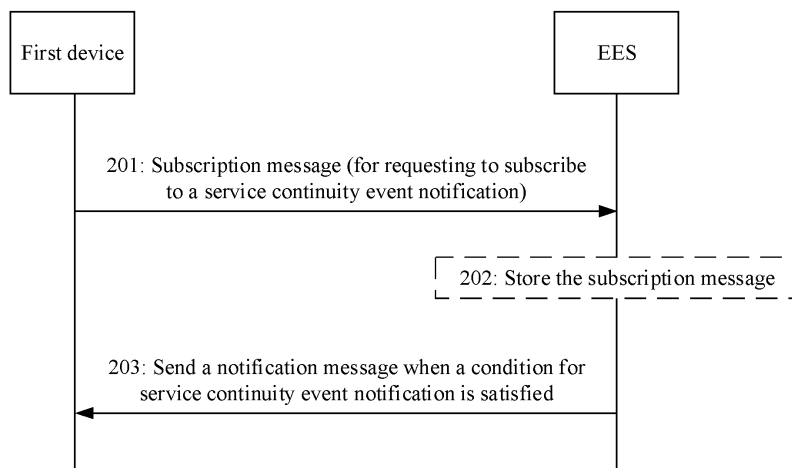 First device
EES
201: Subscription message (for requesting to subscribe
to a service continuity event notification)
202: Store the subscription message
203: Send a notification message when a condition for
service continuity event notification is satisfied